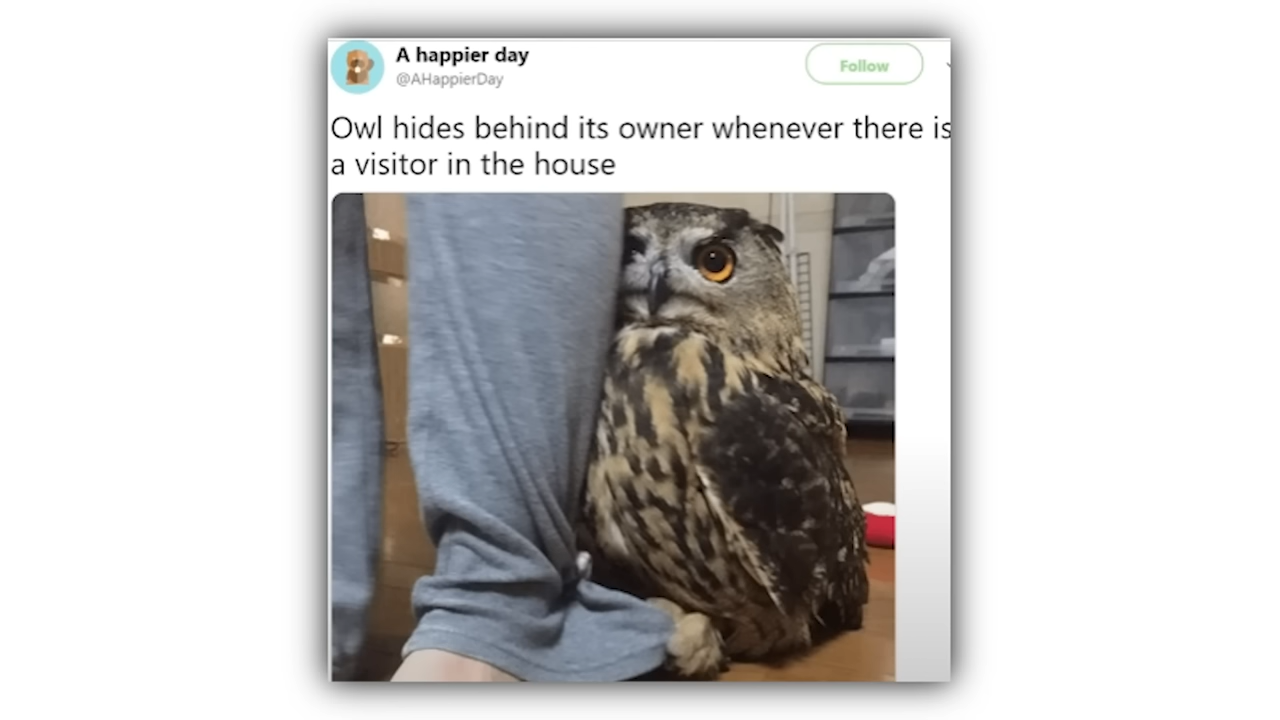 A happier day
@AHappierDay
Follow
Owl hides behind its owner whenever there is
a visitor in the house